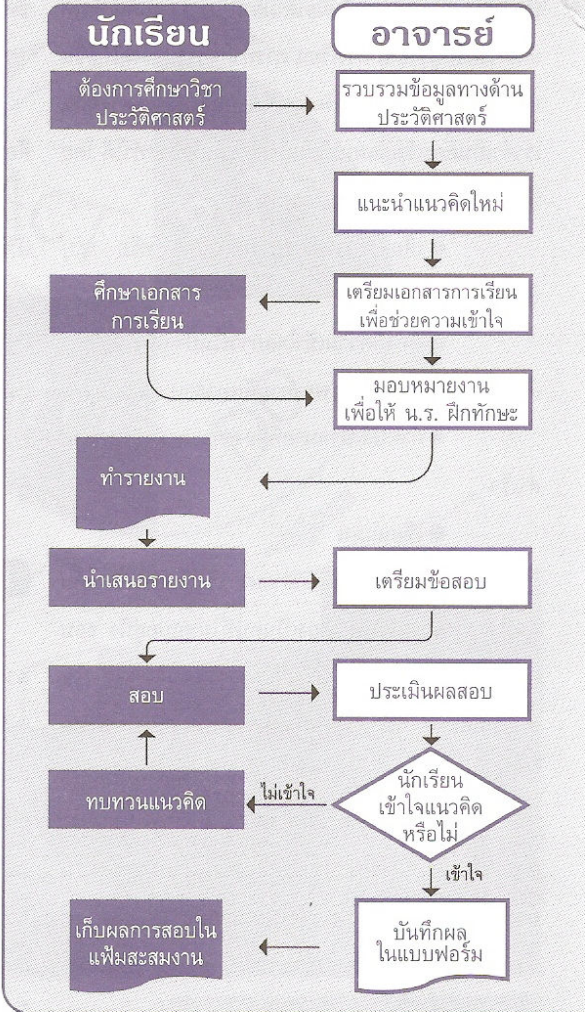 นักเรียน
อาจารย์
ต้องการศึกษาวิชา
ประวัติศาสตร์
รวบรวมข้อมูลทางด้าน
ประวัติศาสตร์
แนะนำแนวคิดใหม่
ศึกษาเอกสาร
การเรียน
เตรียมเอกสารการเรียน
เพื่อช่วยความเข้าใจ
มอบหมายงาน
เพื่อให้ น.ร. ฝึกทักษะ
ทำรายงาน
นำเสนอรายงาน
เตรียมข้อสอบ
สอบ
ประเมินผลสอบ
ทบทวนแนวคิด
ไม่เข้าใจ
นักเรียน
เข้าใจแนวคิด
หรือไม่
เข้าใจ
เก็บผลการสอบใน
แฟ้มสะสมงาน
บันทึกผล
ในแบบฟอร์ม